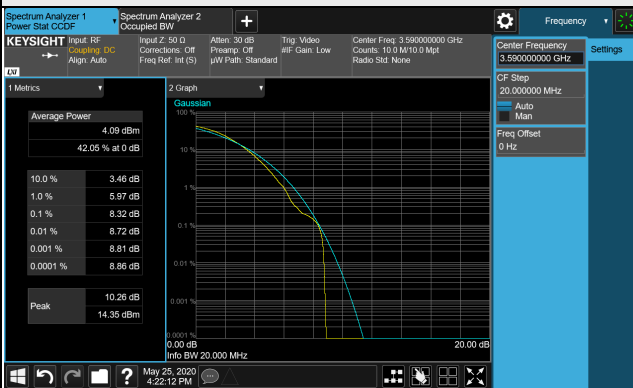 Spectrum Analyzer 1
Power Stat CCDF
Spectrum Analyzer 2
Occupied BW
Frequency
KEYSIGHT
Input: RF
Coupling: DC
Align: Auto
Input Z: 50 Ω
Corrections: Off
Freq Ref: Int (S)
Atten: 30 dB
Preamp: Off
µW Path: Standard
Trig: Video
#IF Gain: Low
Center Freq: 3.590000000 GHz
Counts: 10.0 M/10.0 Mpt
Radio Std: None
LXI
Center Frequency
3.590000000 GHz
Settings
CF Step
20.000000 MHz
Auto
Man
Freq Offset
0 Hz
1 Metrics
Average Power
4.09 dBm
42.05 % at 0 dB
10.0 % 3.46 dB
1.0 % 5.97 dB
0.1 % 8.32 dB
0.01 % 8.72 dB
0.001 % 8.81 dB
0.0001 % 8.86 dB
Peak
10.26 dB
14.35 dBm
2 Graph
Gaussian
100 %
10 %
1 %
0.1 %
0.01 %
0.001 %
0.0001 %
0.00 dB 20.00 dB
Info BW 20.000 MHz
May 25, 2020
4:22:12 PM